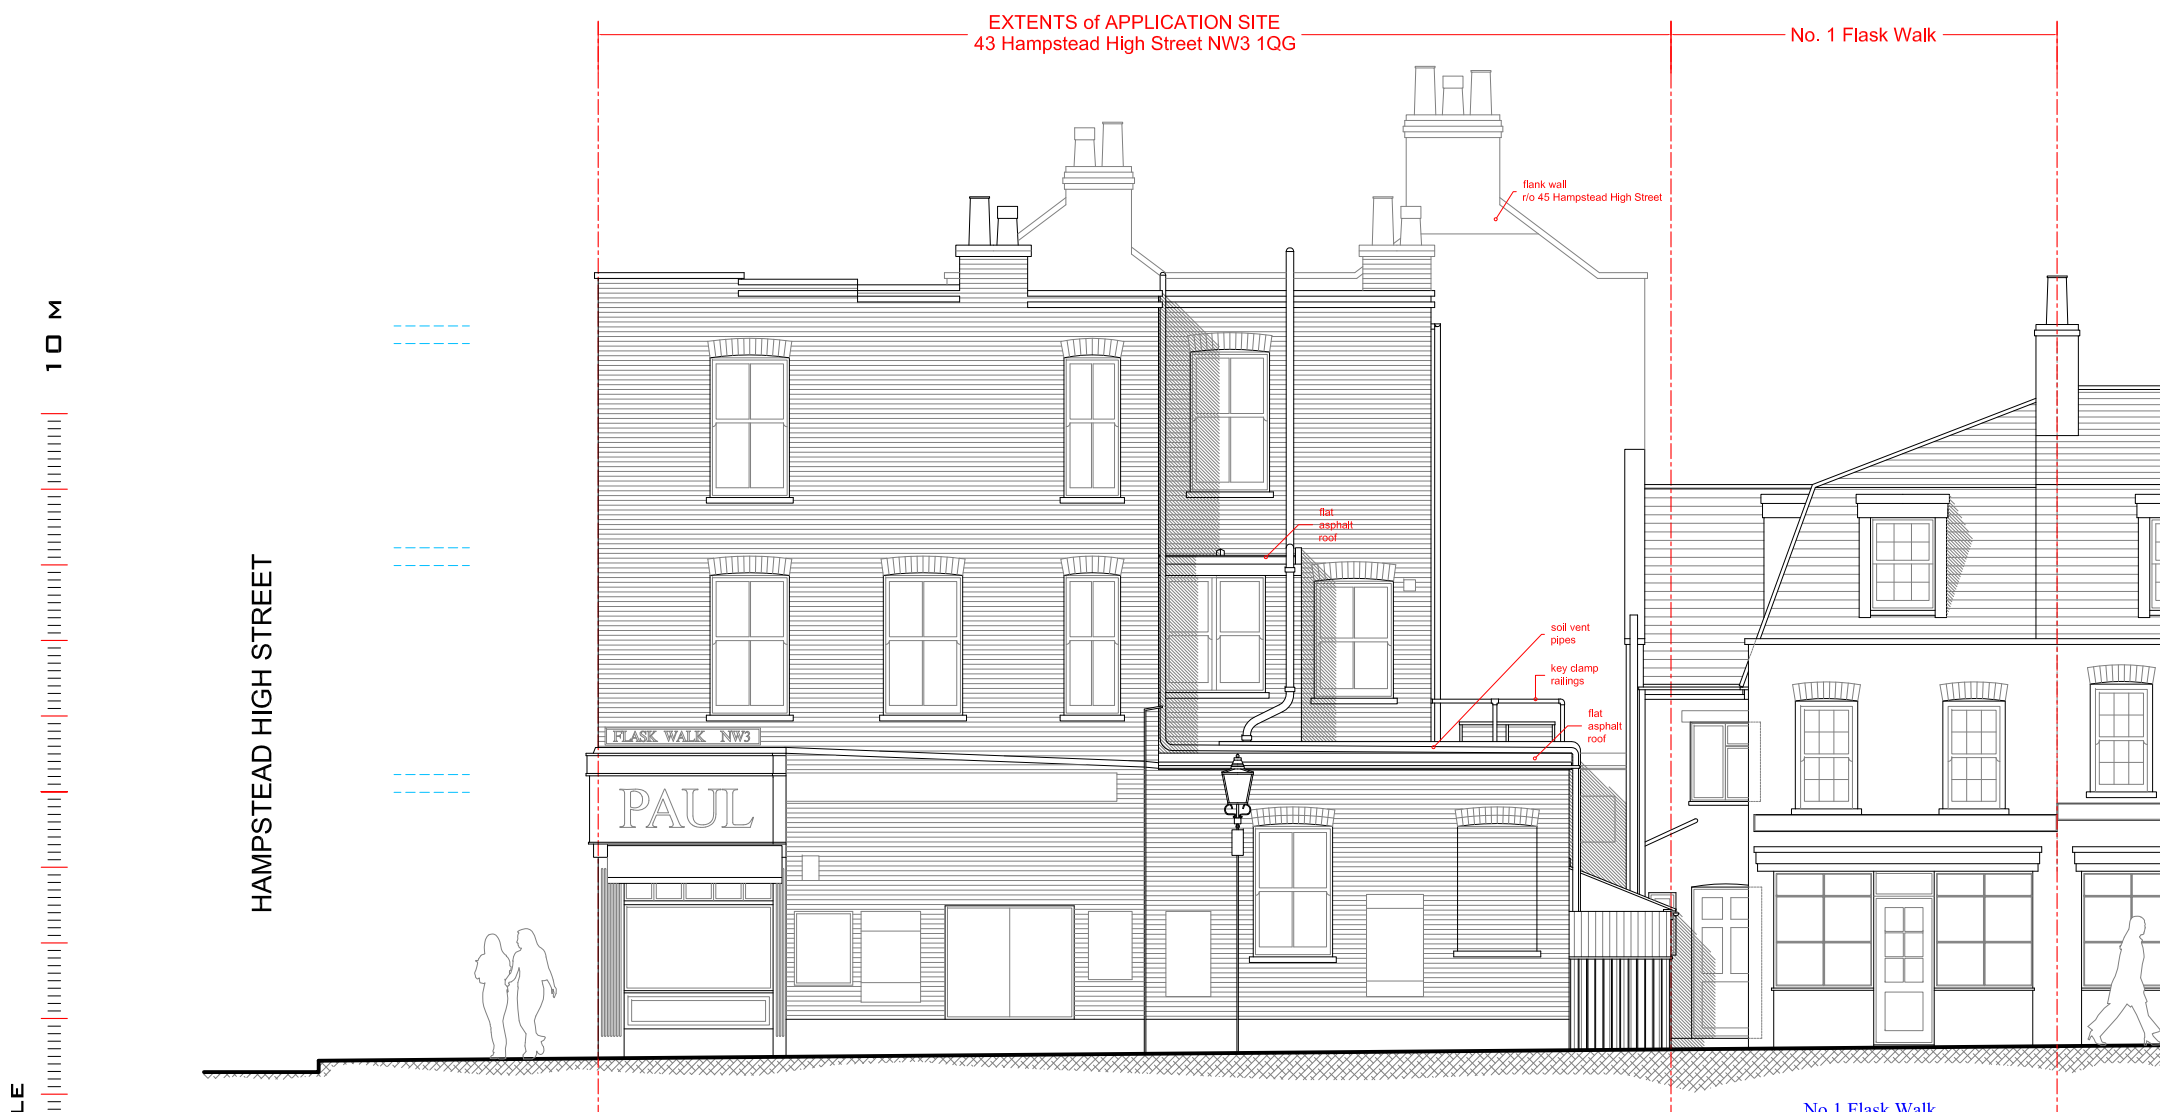 EXTENTS of APPLICATION SITE
43 Hampstead High Street NW3 1QG
No. 1 Flask Walk
flank wall
r/o 45 Hampstead High Street
10 M
flat
asphalt
roof
HAMPSTEAD HIGH STREET
soil vent
pipes
key clamp
railings
flat
asphalt
roof
FLASK WALK NW3
PAUL
LE
No 1 Flask Walk